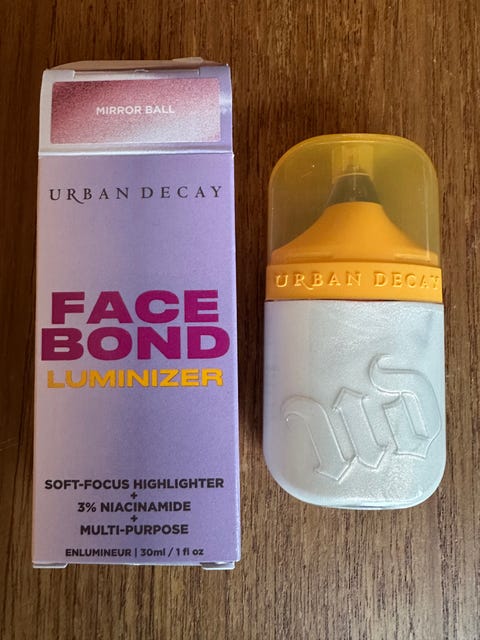 MIRROR BALL
URBAN DECAY
FACE
BOND
LUMINIZER
SOFT-FOCUS HIGHLIGHTER
+
3% NIACINAMIDE
+
MULTI-PURPOSE
ENLUMINEUR | 30ml / 1 fl oz
URBAN DECAY
UD